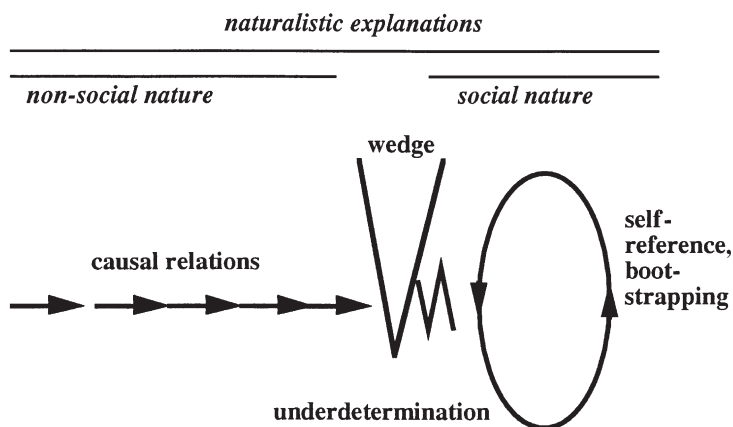 naturalistic explanations
non-social nature
social nature
wedge
self-
reference,
boot-
strapping
causal relations
underdetermination